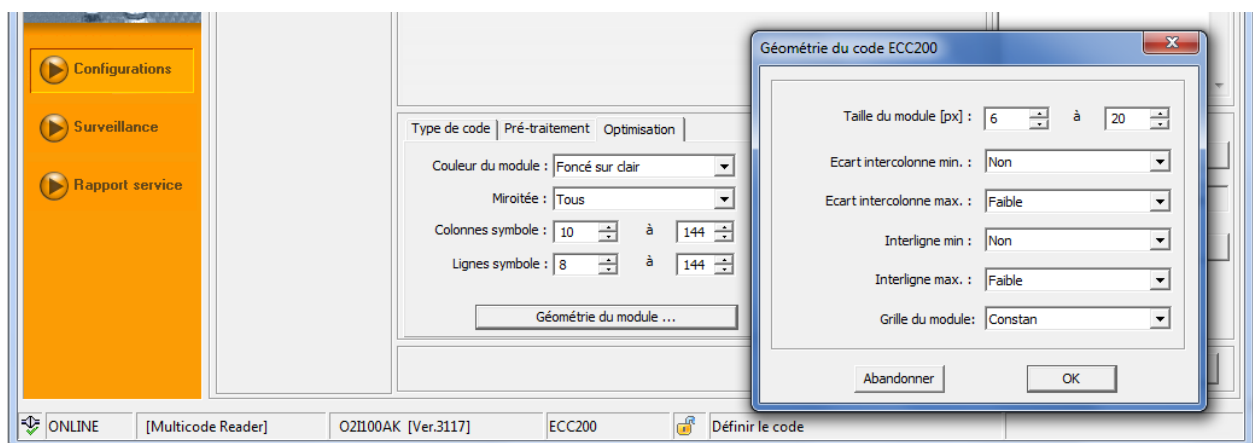 Configurations
Surveillance
Rapport service
Type de code Pré-traitement Optimisation
Couleur du module : Foncé sur clair
Miroitée : Tous
Colonnes symbole : 10 à 144
Lignes symbole : 8 à 144
Géométrie du module ...
Géométrie du code ECC200
Taille du module [px] : 6 à 20
Ecart intercolonne min. : Non
Ecart intercolonne max. : Faible
Interligne min : Non
Interligne max. : Faible
Grille du module: Constan
Abandonner OK
ONLINE [Multicode Reader] O2I100AK [Ver.3117] ECC200 Définir le code